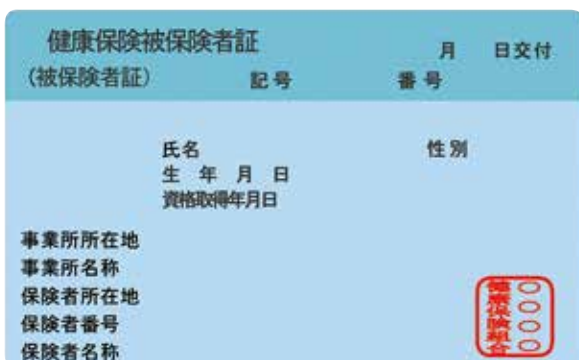 健康保険被保険者証
月 日交付
(被保険者証) 記号 番号
氏名 性別
生 年 月 日
資格取得年月日
事業所所在地
事業所名称
保険者所在地
保険者番号
保険者名称
○○○○
健康保険組合